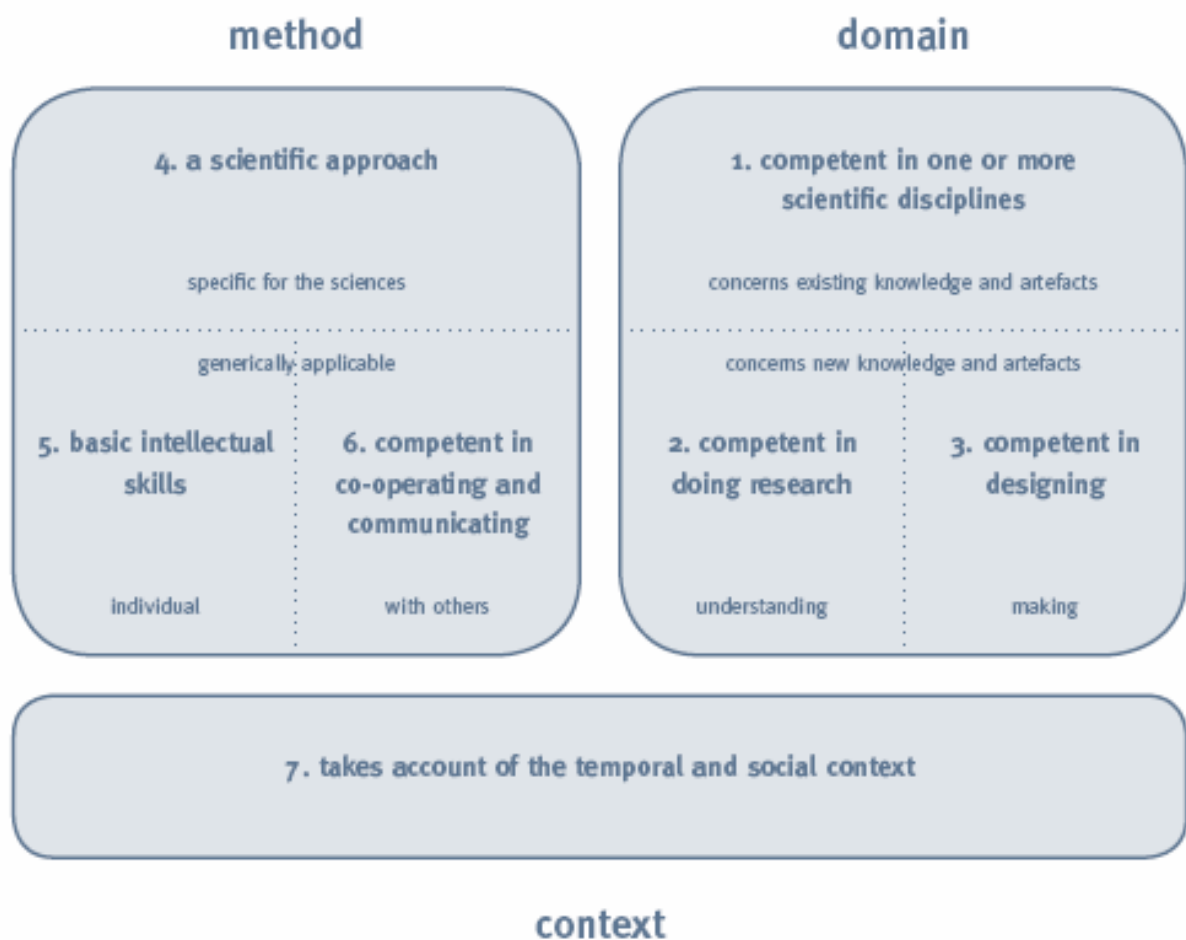 method
domain
4. a scientific approach
specific for the sciences
generically applicable
5. basic intellectual
skills
individual
6. competent in
co-operating and
communicating
with others
1. competent in one or more
scientific disciplines
concerns existing knowledge and artefacts
concerns new knowledge and artefacts
2. competent in
doing research
understanding
3. competent in
designing
making
7. takes account of the temporal and social context
context